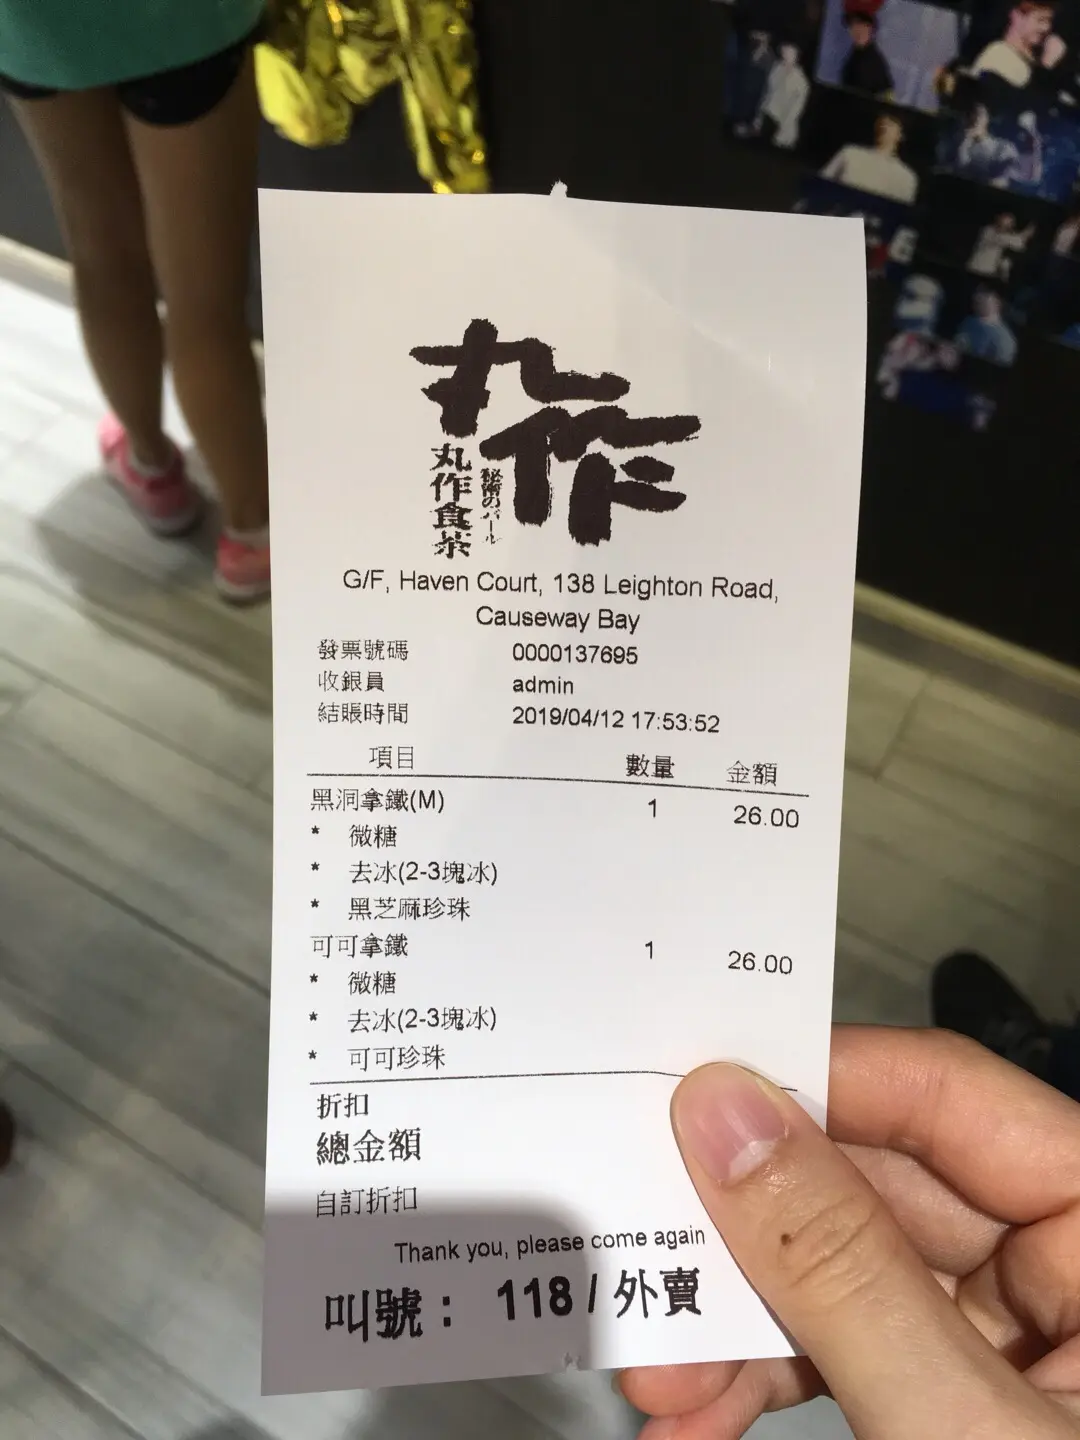 丸作
丸作食茶
秘密のパール
G/F, Haven Court, 138 Leighton Road,
Causeway Bay
發票號碼 0000137695
收銀員 admin
結賬時間 2019/04/12 17:53:52
項目 數量 金額
黑洞拿鐵(M) 1 26.00
* 微糖
* 去冰(2-3塊冰)
* 黑芝麻珍珠
可可拿鐵 1 26.00
* 微糖
* 去冰(2-3塊冰)
* 可可珍珠
折扣
總金額
自訂折扣
Thank you, please come again
叫號: 118 / 外賣